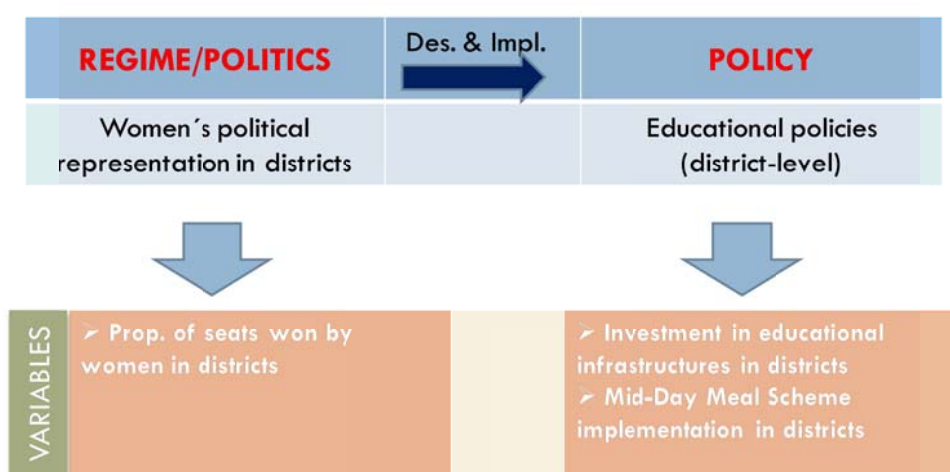 REGIME/POLITICS
Des. & Impl.
POLICY
Women´s political
representation in districts
Educational policies
(district-level)
VARIABLES
➢ Prop. of seats won by
women in districts
➢ Investment in educational
infrastructures in districts
➢ Mid-Day Meal Scheme
implementation in districts